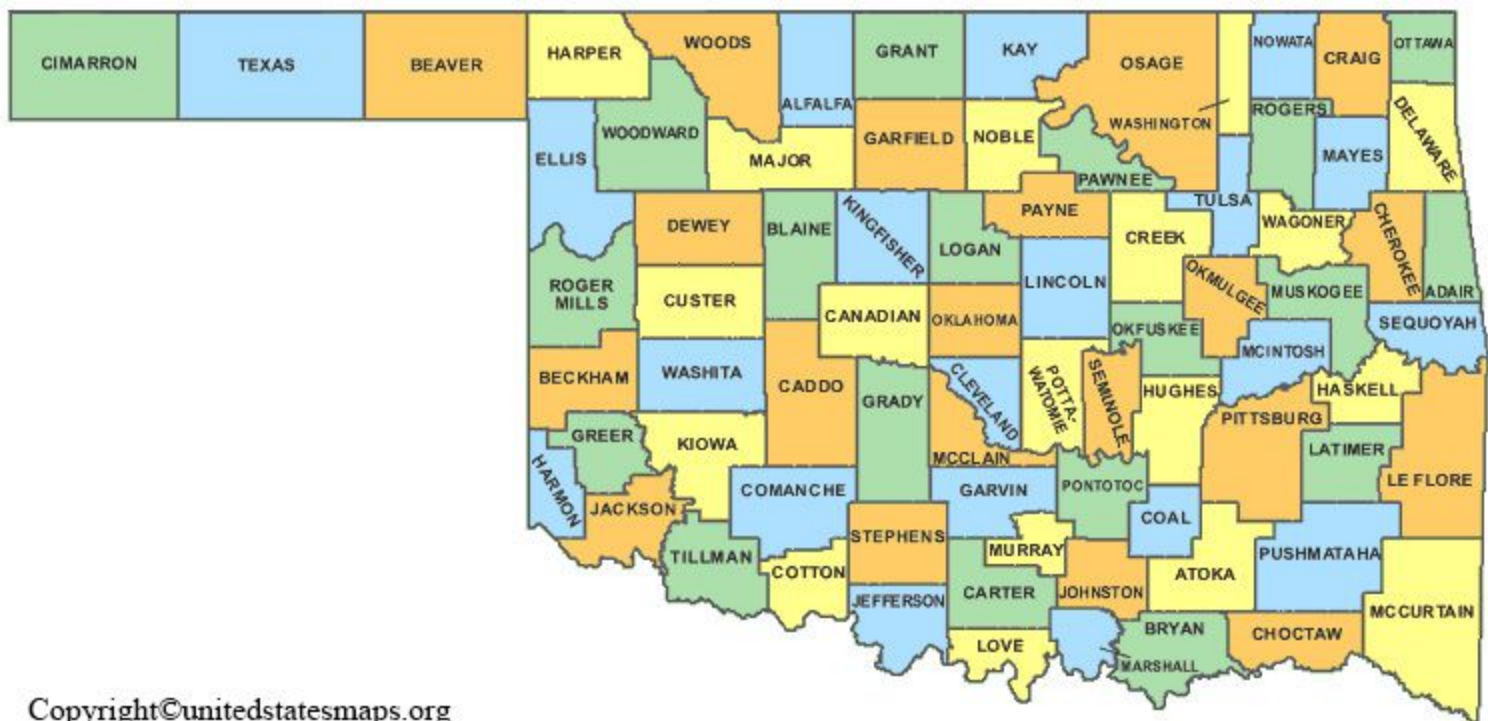 CIMARRON
TEXAS
BEAVER
HARPER
WOODS
ALFALFA
GRANT
KAY
OSAGE
WASHINGTON
NOWATA
CRAIG
OTTAWA
ELLIS
WOODWARD
MAJOR
GARFIELD
NOBLE
PAWNEE
ROGERS
MAYES
DELAWARE
DEWEY
BLAINE
KINGFISHER
LOGAN
PAYNE
CREEK
TULSA
WAGONER
CHEROKEE
ADAIR
ROGER
MILLS
CUSTER
CANADIAN
OKLAHOMA
LINCOLN
OKFUSKEE
OKMULGEE
MUSKOGEE
SEQUOYAH
BECKHAM
WASHITA
CADDO
GRADY
CLEVELAND
POTTA-
WATOMIE
SEMINOLE
HUGHES
MCINTOSH
HASKELL
PITTSBURG
GREER
KIOWA
MCCLAIN
LATIMER
LE FLORE
HARMON
JACKSON
COMANCHE
GARVIN
PONTOTOC
COAL
TILLMAN
COTTON
STEPHENS
MURRAY
ATOKA
PUSHMATAHA
JEFFERSON
CARTER
JOHNSTON
MCCURTAIN
LOVE
MARSHALL
BRYAN
CHOCTAW
Copyright©unitedstatesmaps.org